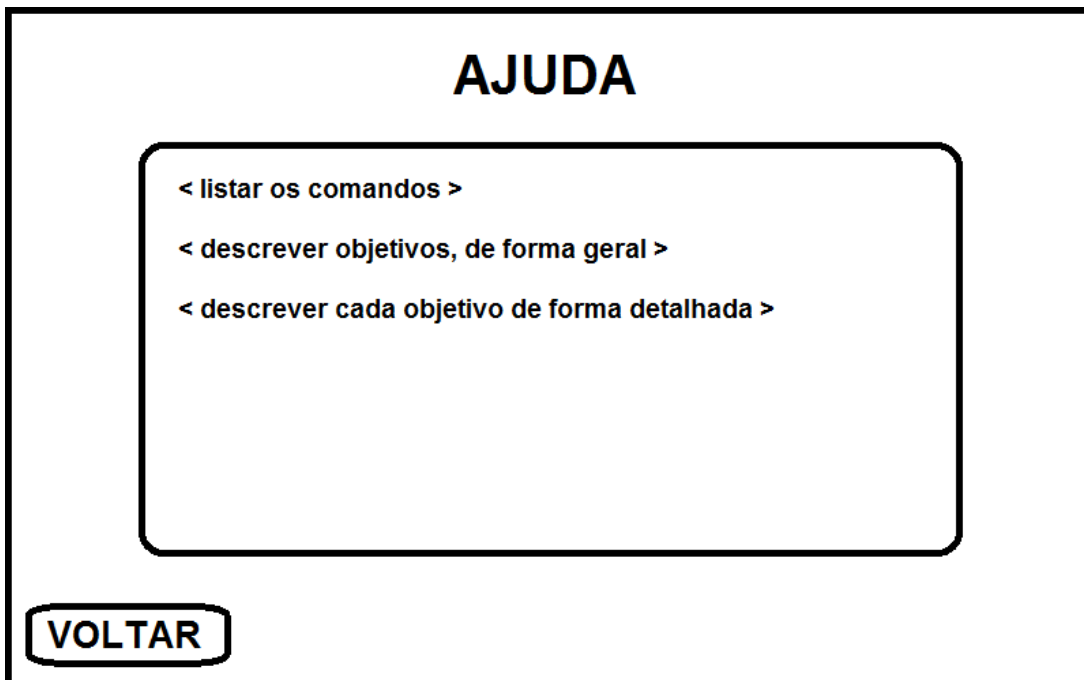 AJUDA
< listar os comandos >
< descrever objetivos, de forma geral >
< descrever cada objetivo de forma detalhada >
VOLTAR